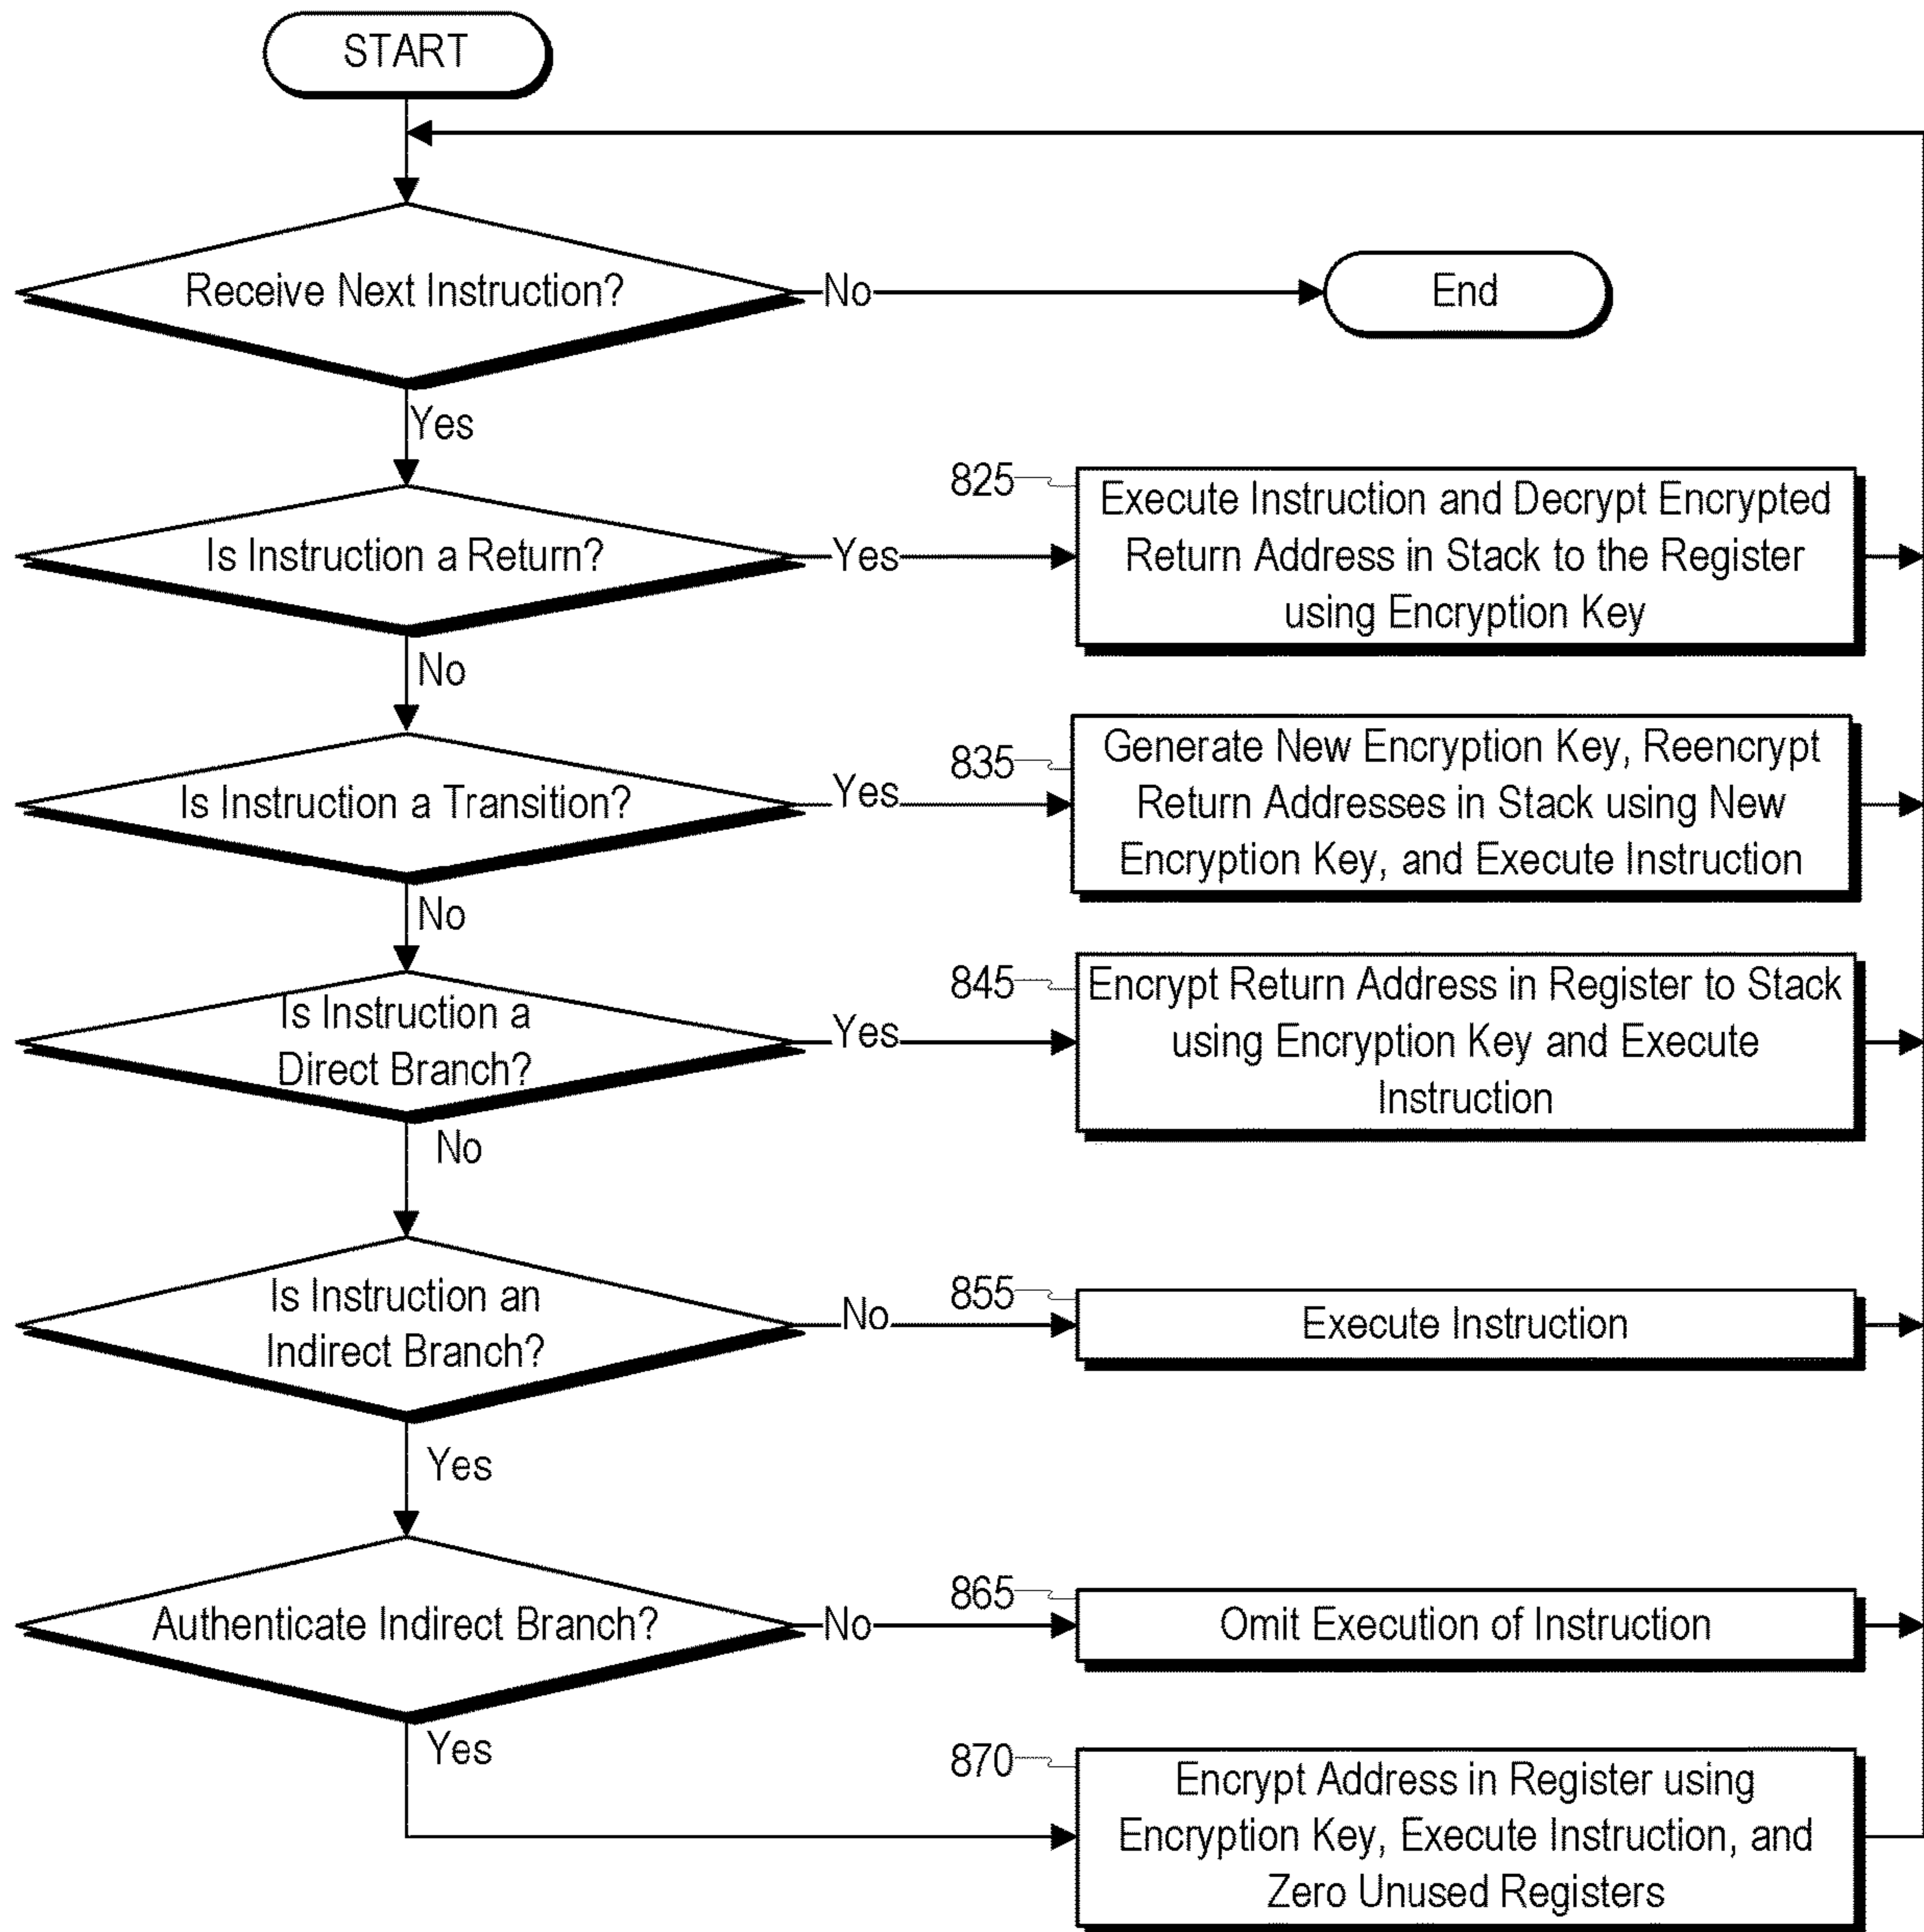 START
Receive Next Instruction?
No
End
Yes
Is Instruction a Return?
Yes
825
Execute Instruction and Decrypt Encrypted
Return Address in Stack to the Register
using Encryption Key
No
Is Instruction a Transition?
Yes
835
Generate New Encryption Key, Reencrypt
Return Addresses in Stack using New
Encryption Key, and Execute Instruction
No
Is Instruction a
Direct Branch?
Yes
845
Encrypt Return Address in Register to Stack
using Encryption Key and Execute
Instruction
No
Is Instruction an
Indirect Branch?
No
855
Execute Instruction
Yes
Authenticate Indirect Branch?
No
865
Omit Execution of Instruction
Yes
870
Encrypt Address in Register using
Encryption Key, Execute Instruction, and
Zero Unused Registers